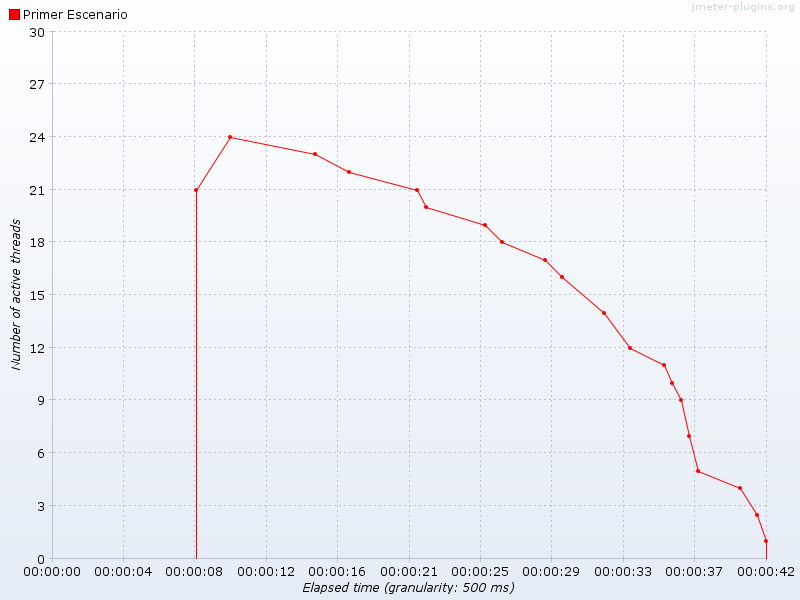 jmeter-plugins.org
Primer Escenario
30
27
24
21
18
15
12
9
6
3
0
Number of active threads
00:00:00 00:00:04 00:00:08 00:00:12 00:00:16 00:00:21 00:00:25 00:00:29 00:00:33 00:00:37 00:00:42
Elapsed time (granularity: 500 ms)